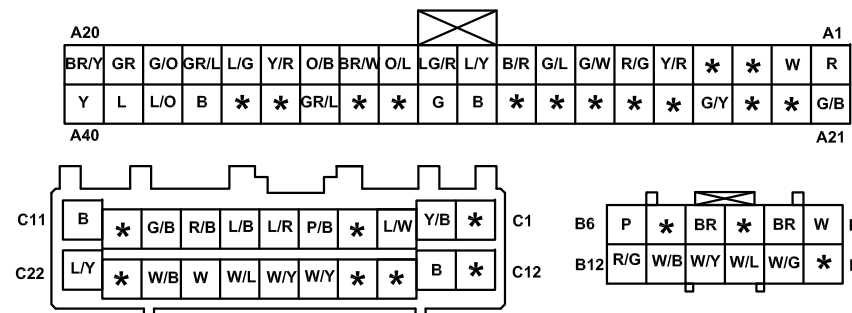 A20 A1
BR/Y GR G/O GR/L L/G Y/R O/B BR/W O/L LG/R L/Y B/R G/L G/W R/G Y/R * * W R
Y L L/O B * * GR/L * * G B * * * * * G/Y * * G/B
A40 A21
C11 B * G/B R/B L/B L/R P/B * L/W Y/B * C1
C22 L/Y * W/B W W/L W/Y W/Y * * B * C12
B6 P * BR * BR W
B12 R/G W/B W/Y W/L W/G *